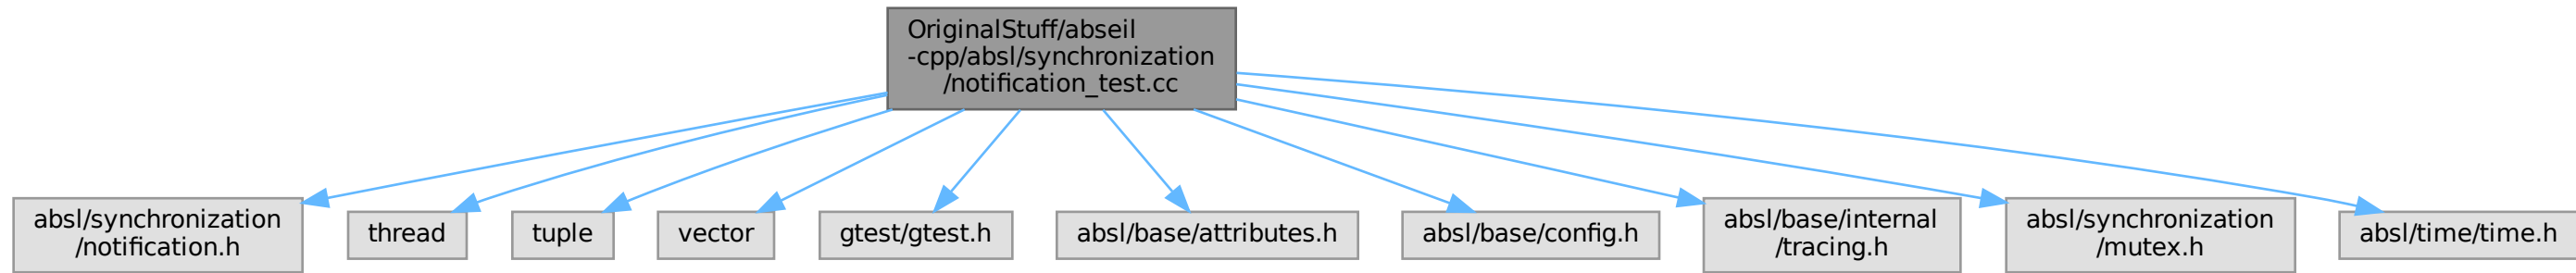 OriginalStuff/abseil
-cpp/absl/synchronization
/notification_test.cc
absl/synchronization
/notification.h
thread
tuple
vector
gtest/gtest.h
absl/base/attributes.h
absl/base/config.h
absl/base/internal
/tracing.h
absl/synchronization
/mutex.h
absl/time/time.h